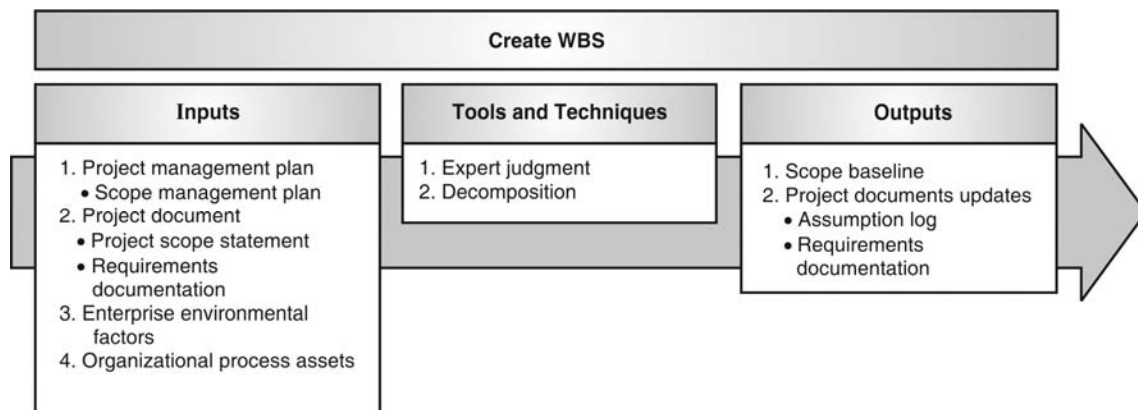 Create WBS
Inputs
1. Project management plan
• Scope management plan
2. Project document
• Project scope statement
• Requirements
documentation
3. Enterprise environmental
factors
4. Organizational process assets
Tools and Techniques
1. Expert judgment
2. Decomposition
Outputs
1. Scope baseline
2. Project documents updates
• Assumption log
• Requirements
documentation